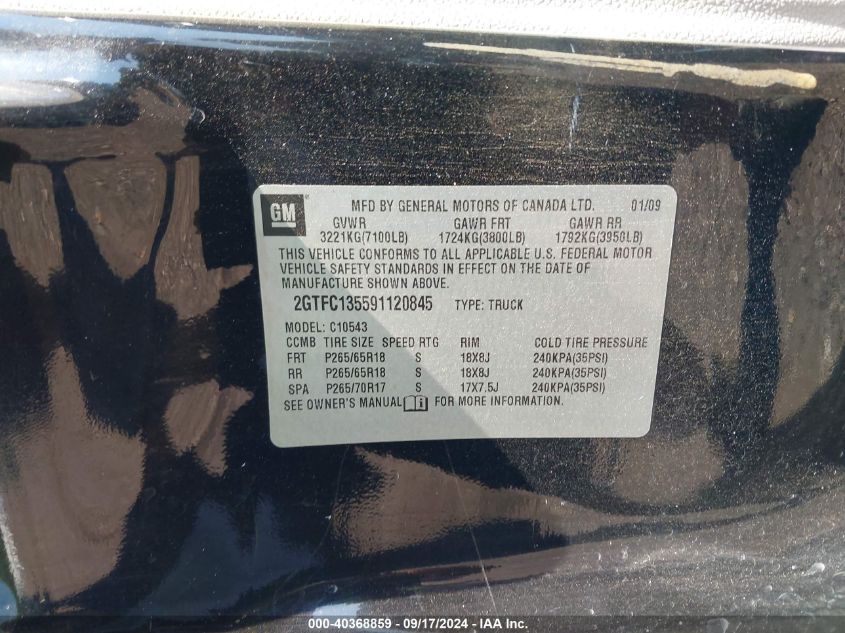 GM MFD BY GENERAL MOTORS OF CANADA LTD. 01/09
GVWR GAWR FRT GAWR RR
3221KG(7100LB) 1724KG(3800LB) 1792KG(3950LB)
THIS VEHICLE CONFORMS TO ALL APPLICABLE U.S. FEDERAL MOTOR
VEHICLE SAFETY STANDARDS IN EFFECT ON THE DATE OF
MANUFACTURE SHOWN ABOVE.
2GTFC135591120845 TYPE: TRUCK
MODEL: C10543
CCMB TIRE SIZE SPEED RTG RIM COLD TIRE PRESSURE
FRT P265/65R18 S 18X8J 240KPA(35PSI)
RR P265/65R18 S 18X8J 240KPA(35PSI)
SPA P265/70R17 S 17X7.5J 240KPA(35PSI)
SEE OWNER'S MANUAL FOR MORE INFORMATION.
000-40368859 - 09/17/2024 - IAA Inc.